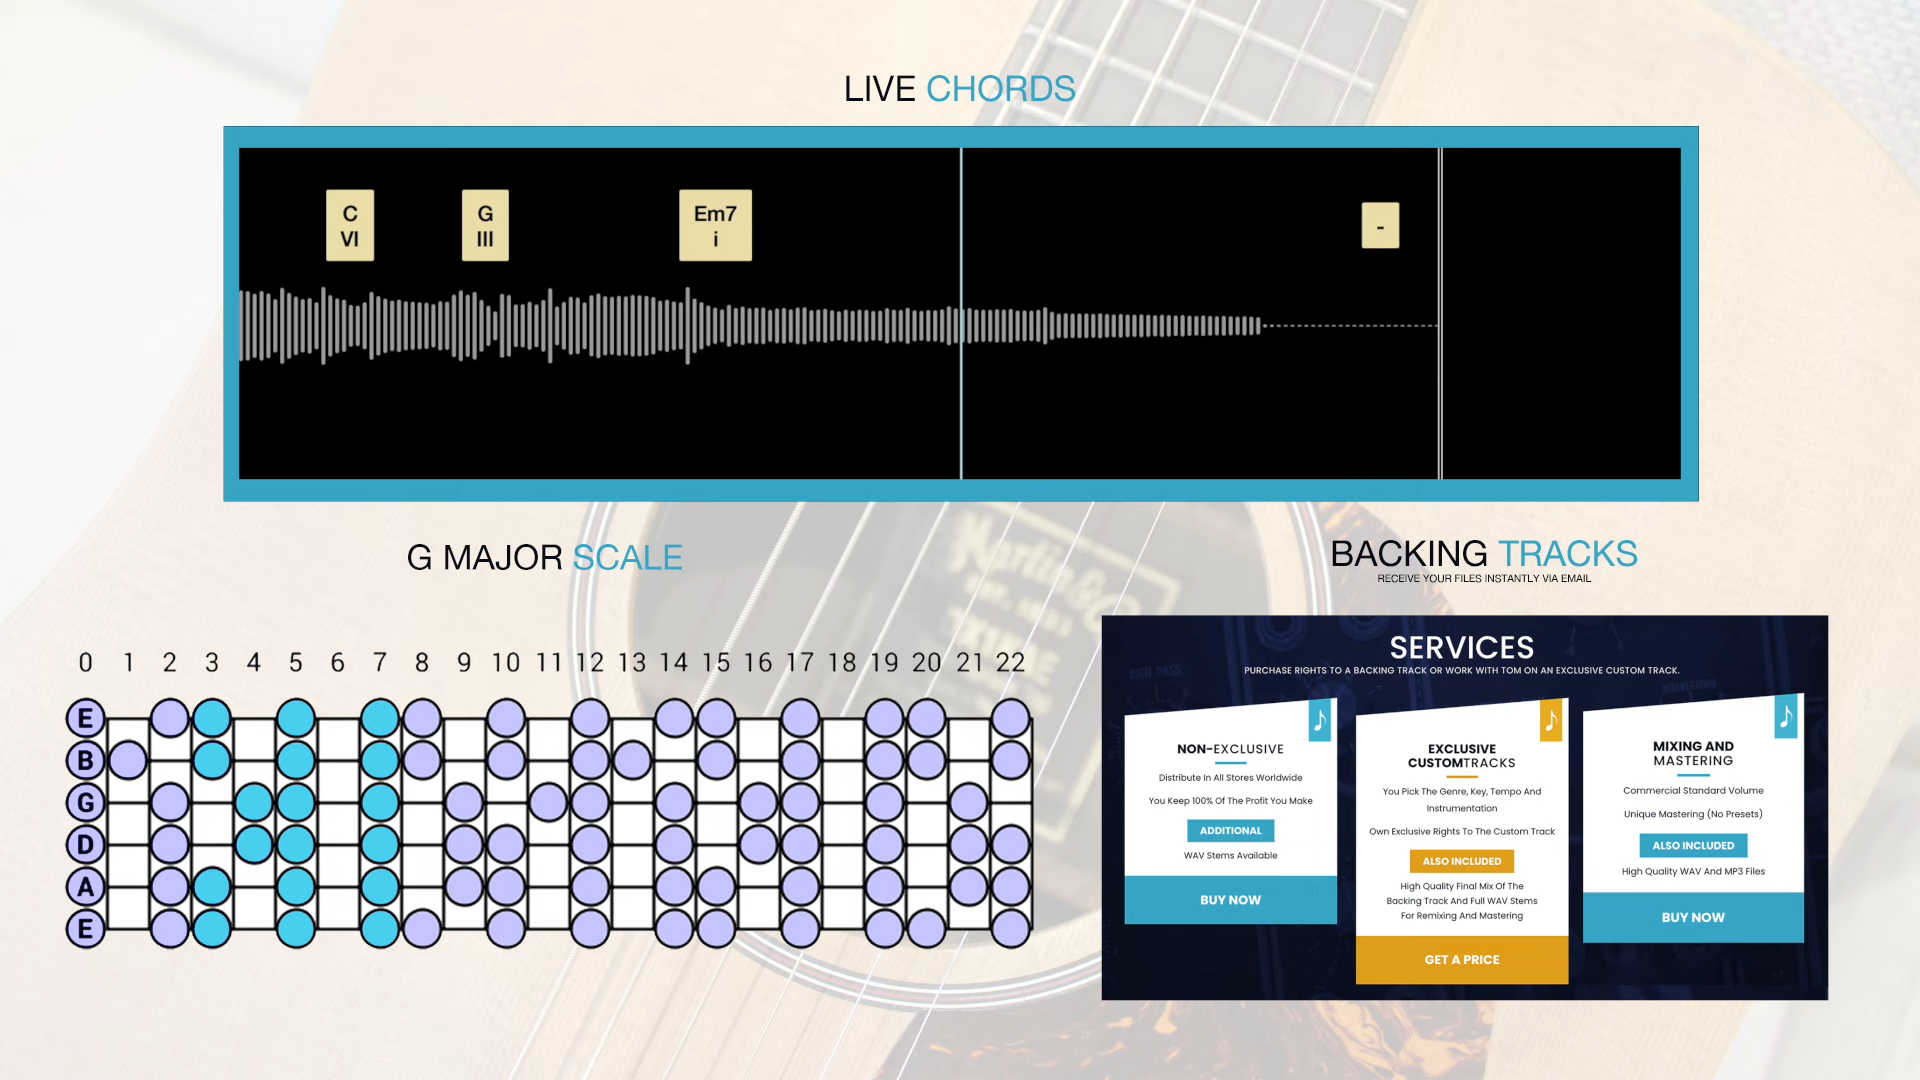 LIVE CHORDS
C
VI
G
III
Em7
i
-
G MAJOR SCALE
0 1 2 3 4 5 6 7 8 9 10 11 12 13 14 15 16 17 18 19 20 21 22
E
B
G
D
A
E
BACKING TRACKS
RECEIVE YOUR FILES INSTANTLY VIA EMAIL
SERVICES
PURCHASE RIGHTS TO A BACKING TRACK OR WORK WITH TOM ON AN EXCLUSIVE CUSTOM TRACK.
HIGH PASS
NON-EXCLUSIVE
Distribute In All Stores Worldwide
You Keep 100% Of The Profit You Make
ADDITIONAL
WAV Stems Available
BUY NOW
EXCLUSIVE
CUSTOMTRACKS
You Pick The Genre, Key, Tempo And
Instrumentation
Own Exclusive Rights To The Custom Track
ALSO INCLUDED
High Quality Final Mix Of The
Backing Track And Full WAV Stems
For Remixing And Mastering
GET A PRICE
MIXING AND
MASTERING
Commercial Standard Volume
Unique Mastering (No Presets)
ALSO INCLUDED
High Quality WAV And MP3 Files
BUY NOW